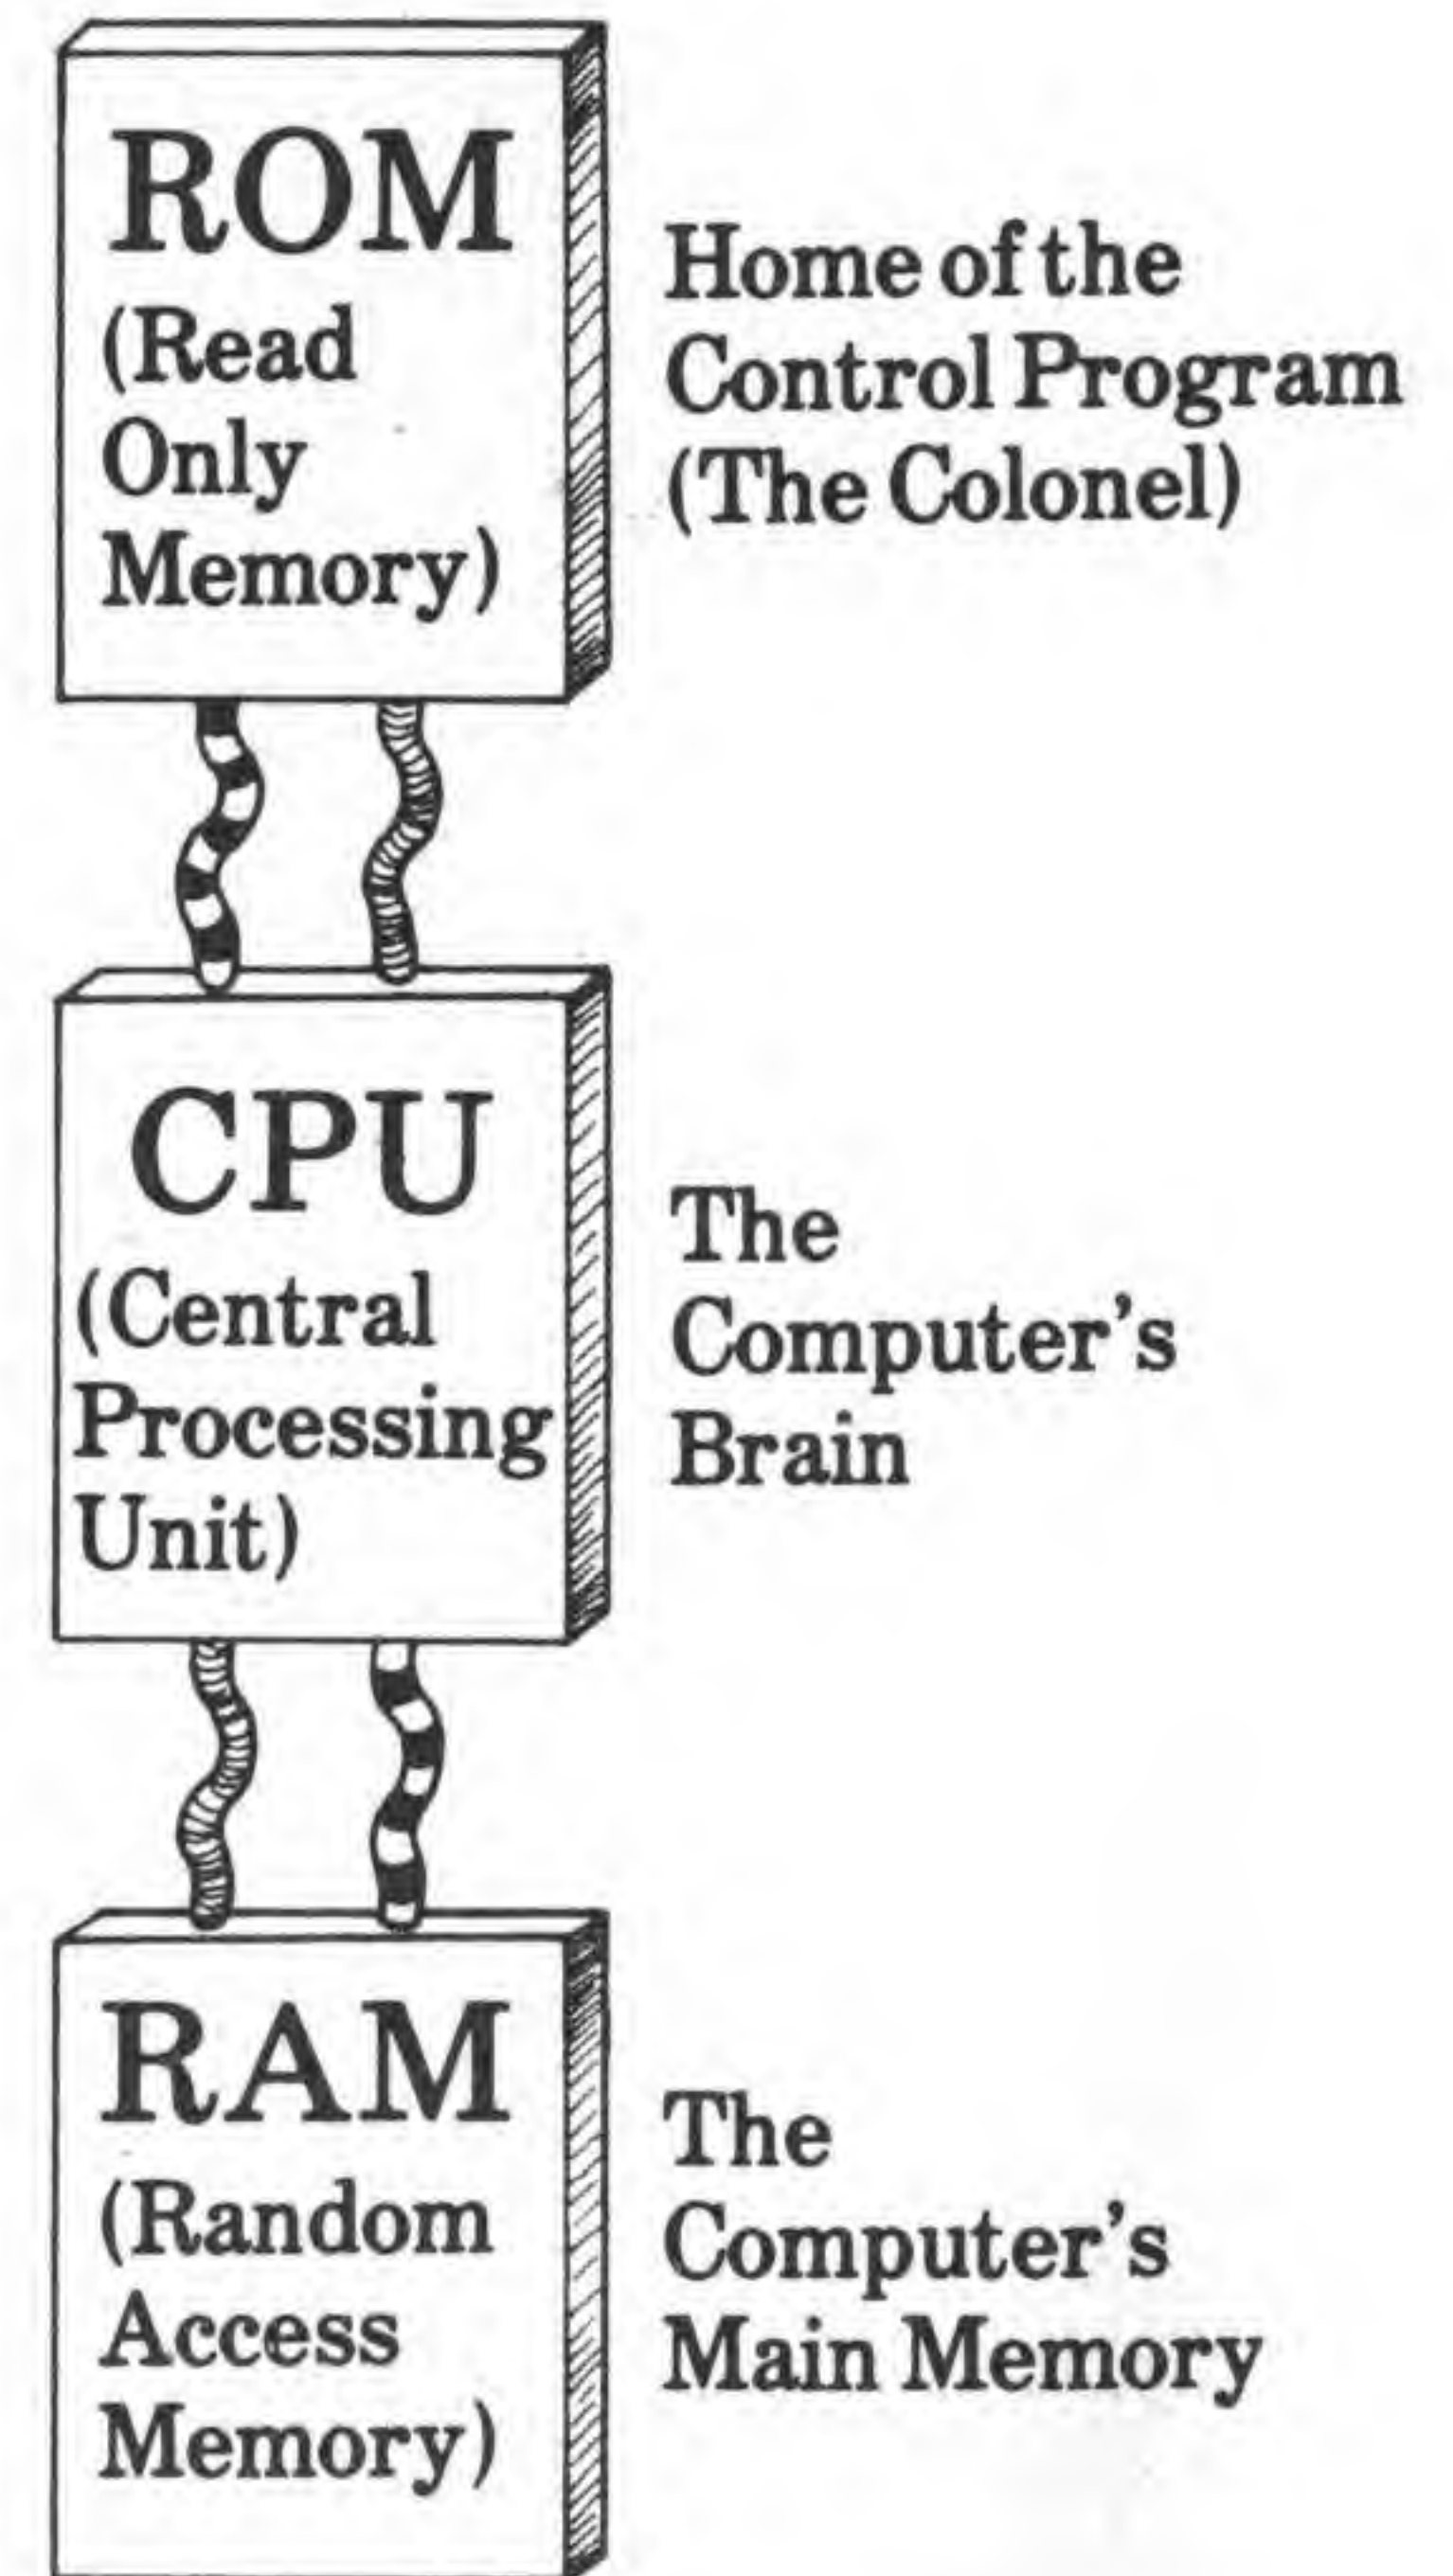 ROM
(Read
Only
Memory)
Home of the
Control Program
(The Colonel)
CPU
(Central
Processing
Unit)
The
Computer's
Brain
RAM
(Random
Access
Memory)
The
Computer's
Main Memory